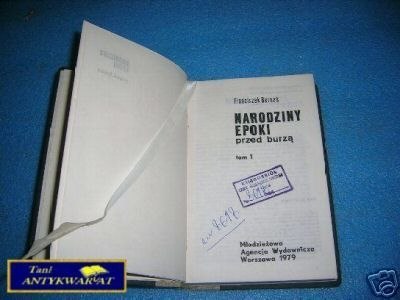 Franciszek Bernaś
NARODZINY
EPOKI
przed burzą
tom 1
Młodzieżowa
Agencja Wydawnicza
Warszawa 1979
Tani
ANTYKWARIAT